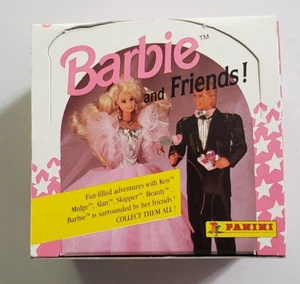 Barbie™
and Friends!
Fun-filled adventures with Ken™
Midge™, Alan™, Skipper™, Beauty™
Barbie™ is surrounded by her friends!
COLLECT THEM ALL!
PANINI